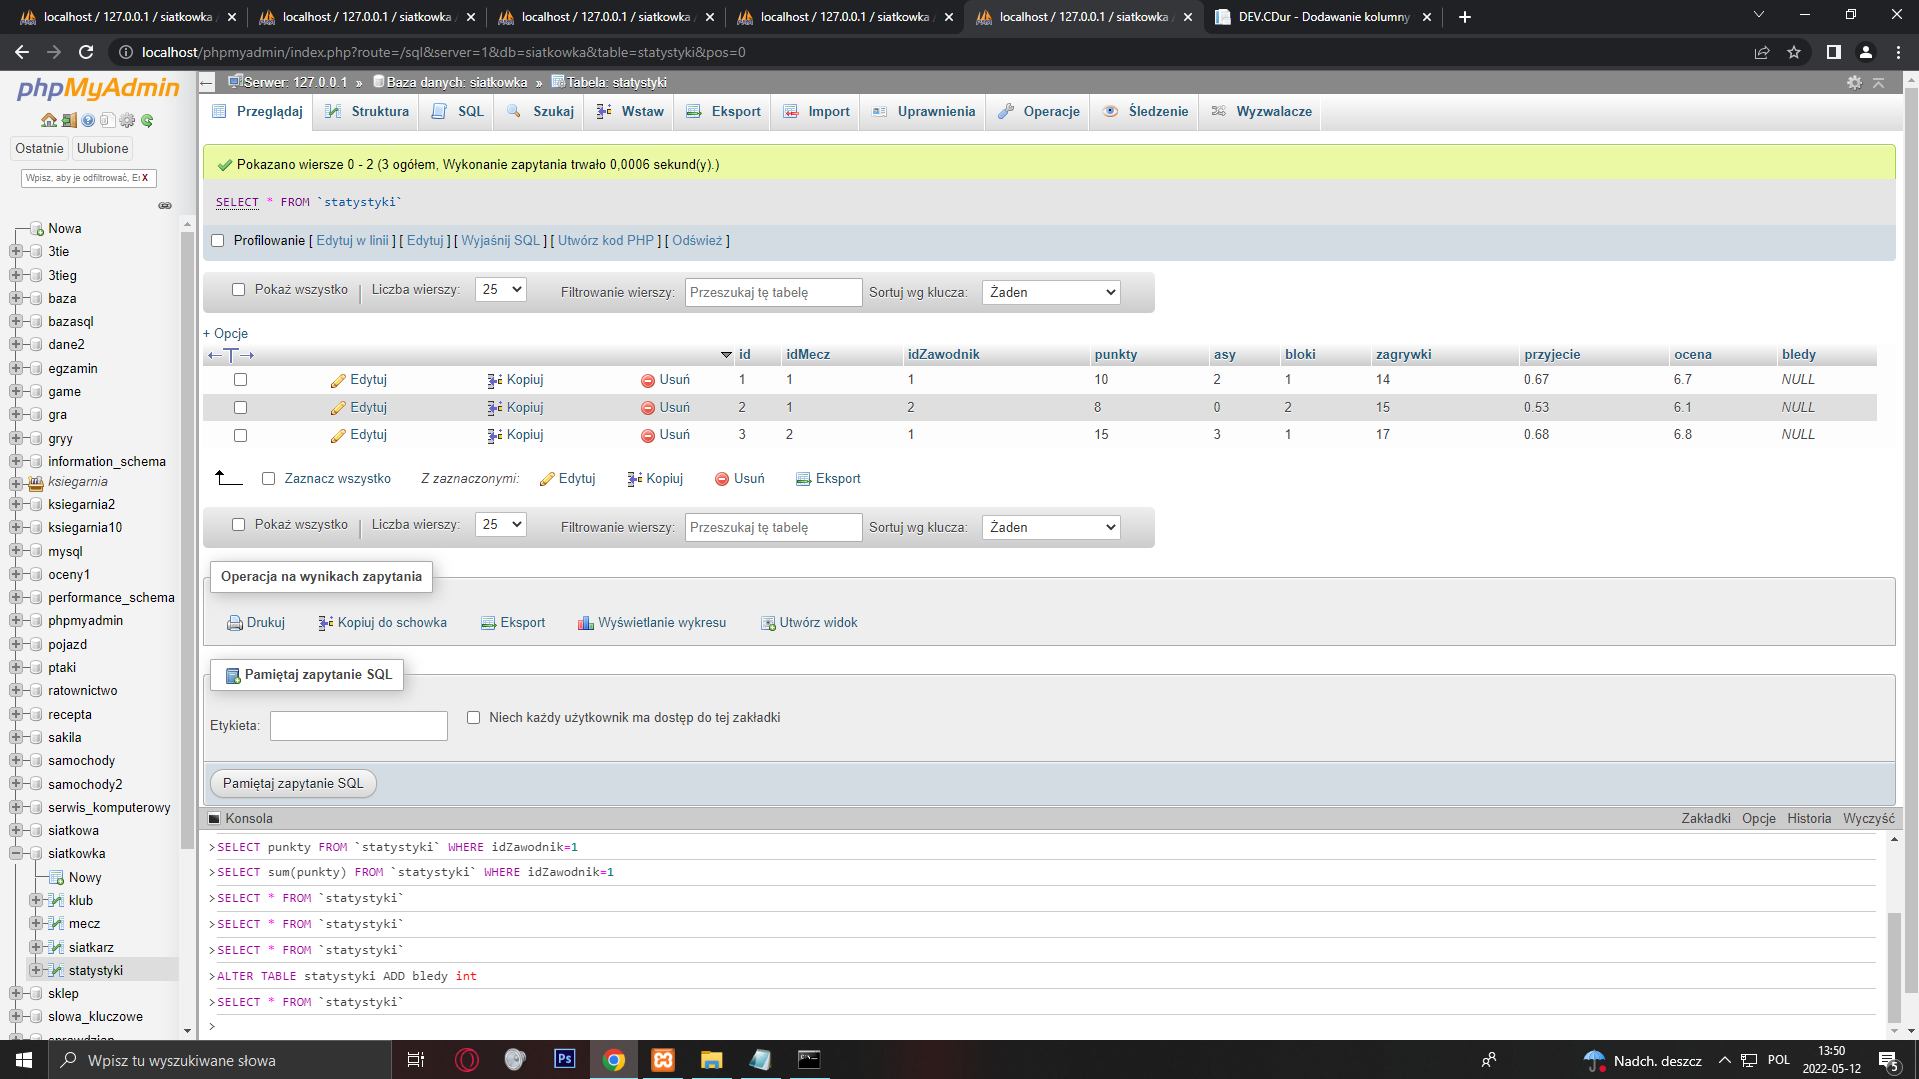 localhost / 127.0.0.1 / siatkowka
localhost / 127.0.0.1 / siatkowka
localhost / 127.0.0.1 / siatkowka
localhost / 127.0.0.1 / siatkowka
localhost / 127.0.0.1 / siatkowka
DEV.CDur - Dodawanie kolumny
localhost/phpmyadmin/index.php?route=/sql&server=1&db=siatkowka&table=statystyki&pos=0
phpMyAdmin
Ostatnie Ulubione
Wpisz, aby je odfiltrować, En X
Nowa
3tie
3tieg
baza
bazasql
dane2
egzamin
game
gra
gryy
information_schema
ksiegarnia
ksiegarnia2
ksiegarnia10
mysql
oceny1
performance_schema
phpmyadmin
pojazd
ptaki
ratownictwo
recepta
sakila
samochody
samochody2
serwis_komputerowy
siatkowa
siatkowka
Nowy
klub
mecz
siatkarz
statystyki
sklep
slowa_kluczowe
sprawdzian
Serwer: 127.0.0.1 » Baza danych: siatkowka » Tabela: statystyki
Przeglądaj Struktura SQL Szukaj Wstaw Eksport Import Uprawnienia Operacje Śledzenie Wyzwalacze
Pokazano wiersze 0 - 2 (3 ogółem, Wykonanie zapytania trwało 0,0006 sekund(y).)
SELECT * FROM `statystyki`
Profilowanie [ Edytuj w linii ] [ Edytuj ] [ Wyjaśnij SQL ] [ Utwórz kod PHP ] [ Odśwież ]
Pokaż wszystko | Liczba wierszy: 25 Filtrowanie wierszy: Przeszukaj tę tabelę Sortuj wg klucza: Żaden
+ Opcje
←T→ id idMecz idZawodnik punkty asy bloki zagrywki przyjecie ocena bledy
Edytuj Kopiuj Usuń 1 1 1 10 2 1 14 0.67 6.7 NULL
Edytuj Kopiuj Usuń 2 1 2 8 0 2 15 0.53 6.1 NULL
Edytuj Kopiuj Usuń 3 2 1 15 3 1 17 0.68 6.8 NULL
Zaznacz wszystko Z zaznaczonymi: Edytuj Kopiuj Usuń Eksport
Pokaż wszystko | Liczba wierszy: 25 Filtrowanie wierszy: Przeszukaj tę tabelę Sortuj wg klucza: Żaden
Operacja na wynikach zapytania
Drukuj Kopiuj do schowka Eksport Wyświetlanie wykresu Utwórz widok
Pamiętaj zapytanie SQL
Etykieta: Niech każdy użytkownik ma dostęp do tej zakładki
Pamiętaj zapytanie SQL
Konsola Zakładki Opcje Historia Wyczyść
>SELECT punkty FROM `statystyki` WHERE idZawodnik=1
>SELECT sum(punkty) FROM `statystyki` WHERE idZawodnik=1
>SELECT * FROM `statystyki`
>SELECT * FROM `statystyki`
>SELECT * FROM `statystyki`
>ALTER TABLE statystyki ADD bledy int
>SELECT * FROM `statystyki`
>
Wpisz tu wyszukiwane słowa
Ps
Nadch. deszcz
POL
13:50
2022-05-12
5